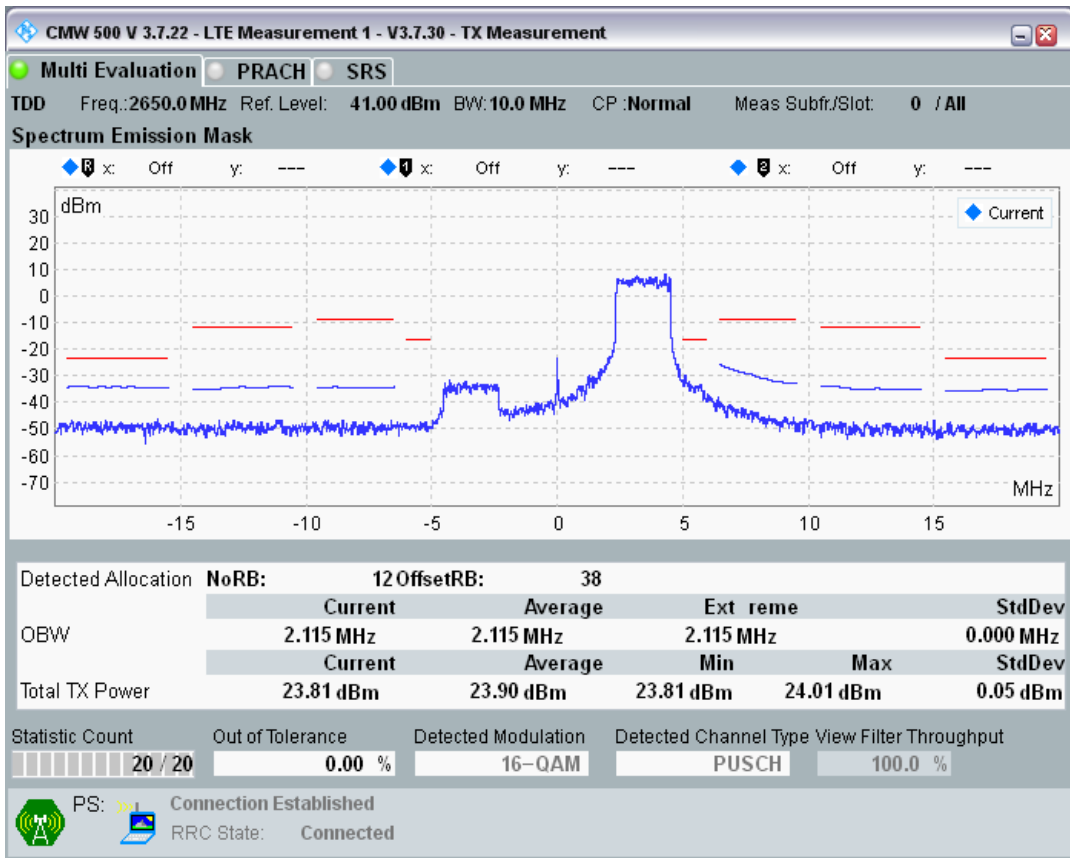 CMW 500 V 3.7.22 - LTE Measurement 1 - V3.7.30 - TX Measurement
Multi Evaluation PRACH SRS
TDD Freq.:2650.0 MHz Ref. Level: 41.00 dBm BW:10.0 MHz CP :Normal Meas Subfr./Slot: 0 / All
Spectrum Emission Mask
R x: Off y: --- 1 x: Off y: --- 2 x: Off y: ---
dBm
Current
30
20
10
0
-10
-20
-30
-40
-50
-60
-70
MHz
-15 -10 -5 0 5 10 15
Detected Allocation NoRB: 12 OffsetRB: 38
Current Average Ext reme StdDev
OBW 2.115 MHz 2.115 MHz 2.115 MHz 0.000 MHz
Current Average Min Max StdDev
Total TX Power 23.81 dBm 23.90 dBm 23.81 dBm 24.01 dBm 0.05 dBm
Statistic Count Out of Tolerance Detected Modulation Detected Channel Type View Filter Throughput
20 / 20 0.00 % 16-QAM PUSCH 100.0 %
PS: Connection Established
RRC State: Connected